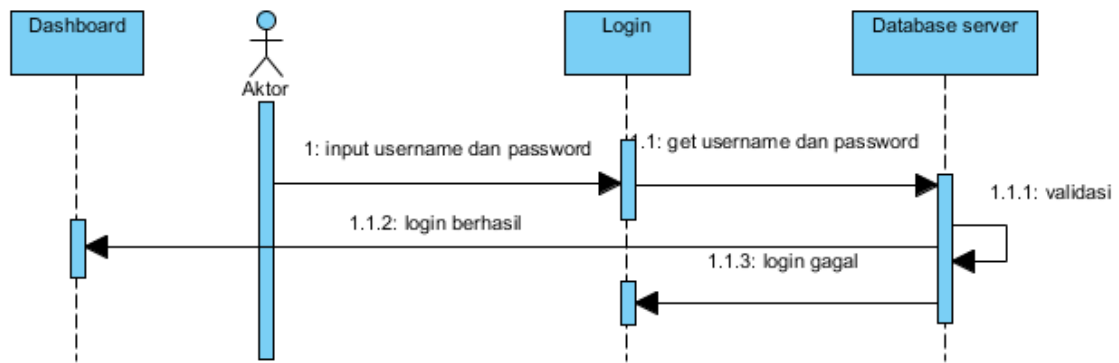 Dashboard
Aktor
Login
Database server
1: input username dan password
1.1: get username dan password
1.1.1: validasi
1.1.2: login berhasil
1.1.3: login gagal